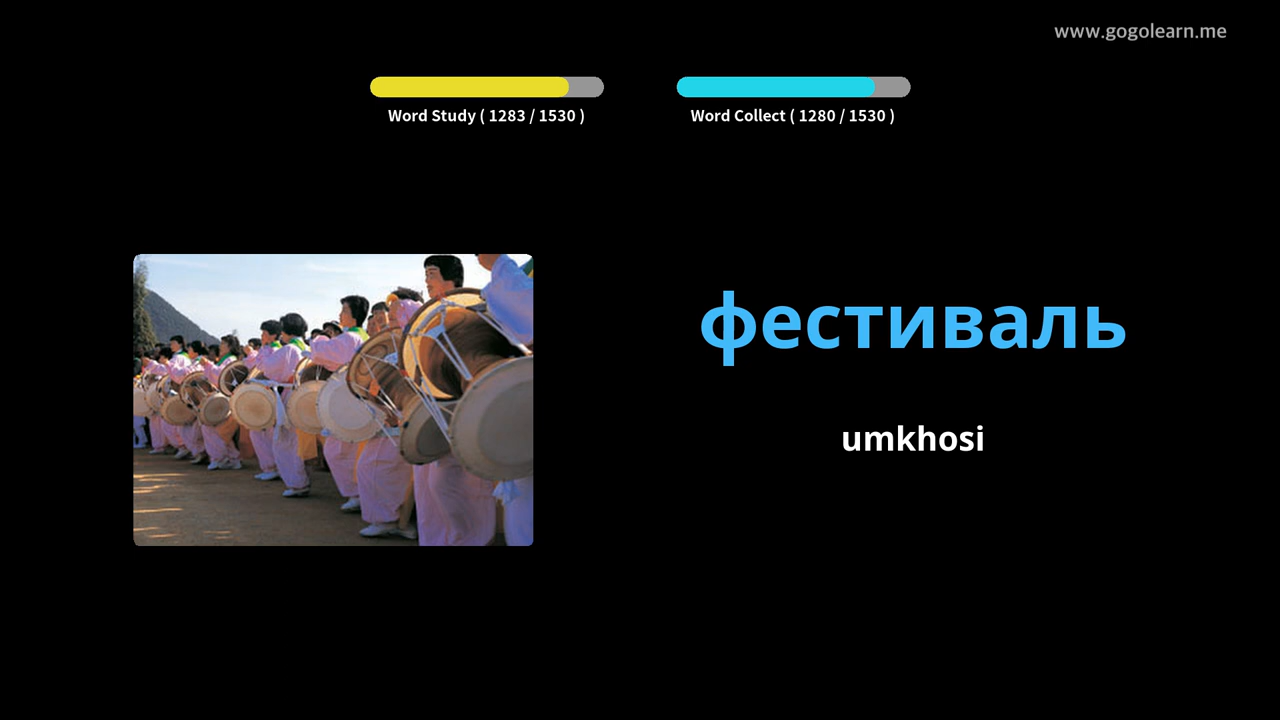 www.gogolearn.me
Word Study ( 1283 / 1530 )
Word Collect ( 1280 / 1530 )
фестиваль
umkhosi